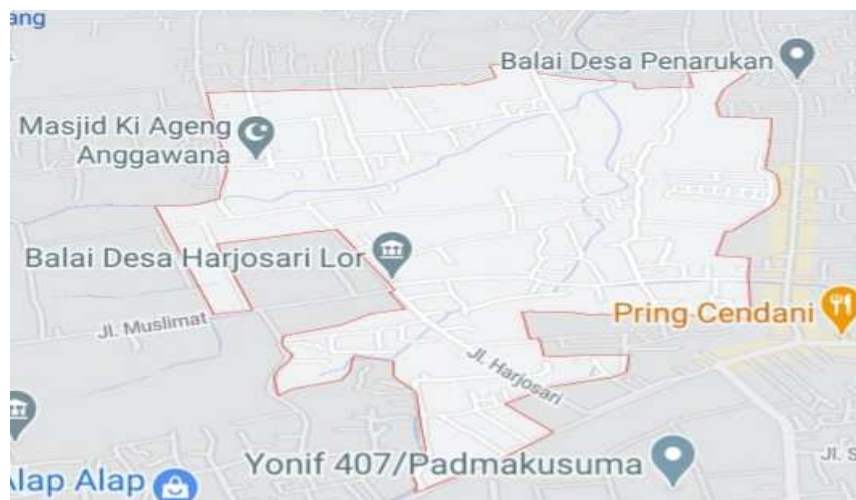 ang
Balai Desa Penarukan
Masjid Ki Ageng
Anggawana
Balai Desa Harjosari Lor
Pring Cendani
Jl. Muslimat
Jl. Harjosari
Yonif 407/Padmakusuma
Jl. S
Alap Alap